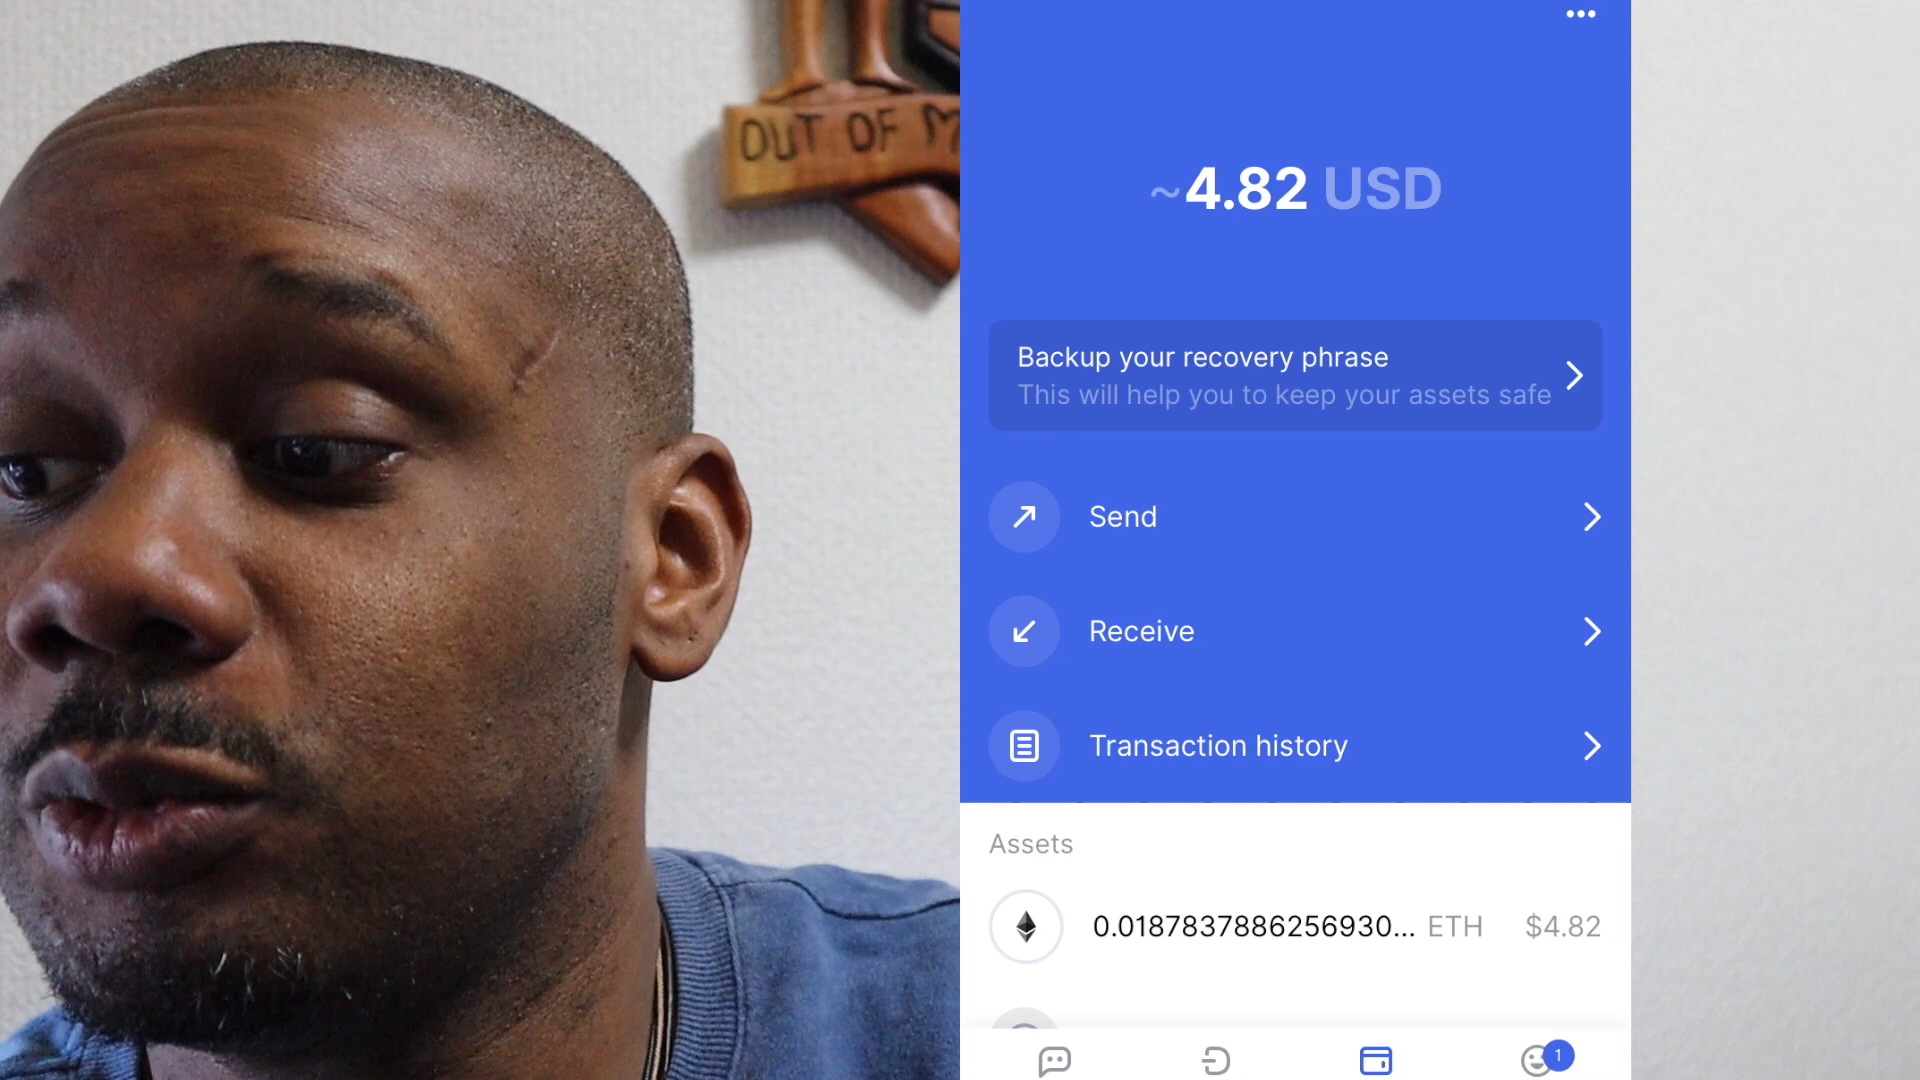 OUT OF
~4.82 USD
Backup your recovery phrase
This will help you to keep your assets safe
Send
Receive
Transaction history
Assets
0.0187837886256930... ETH $4.82
1